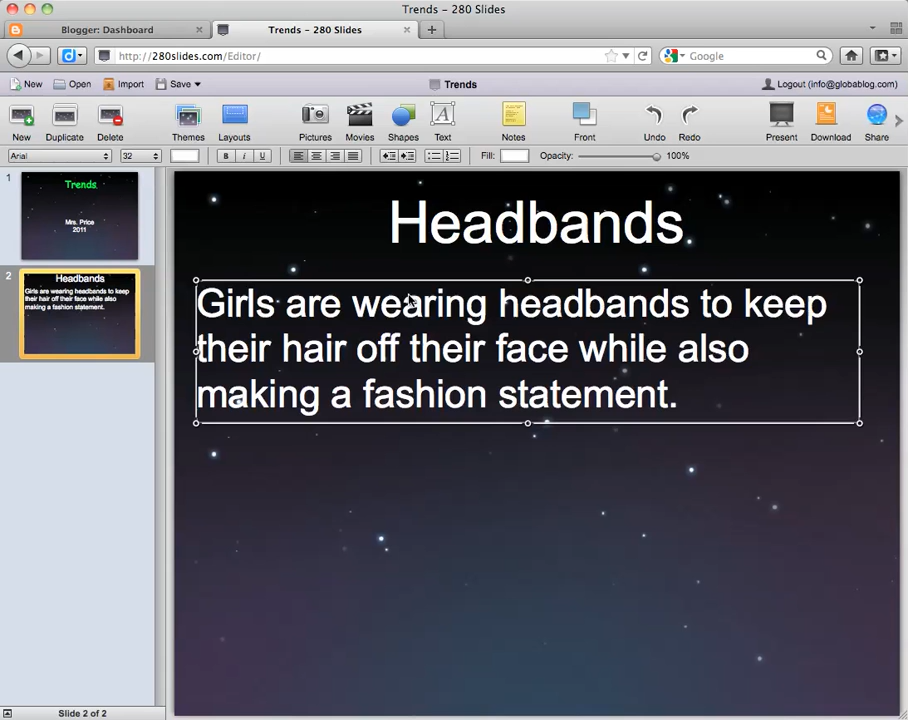 Trends – 280 Slides
Blogger: Dashboard
Trends – 280 Slides
http://280slides.com/Editor/
Google
New
Open
Import
Save
Trends
Logout (info@globablog.com)
New
Duplicate
Delete
Themes
Layouts
Pictures
Movies
Shapes
Text
Notes
Front
Undo
Redo
Present
Download
Share
Arial
32
B
I
U
Fill:
Opacity:
100%
1
Trends
Mrs. Price
2011
2
Headbands
Girls are wearing headbands to keep
their hair off their face while also
making a fashion statement.
Headbands
Girls are wearing headbands to keep
their hair off their face while also
making a fashion statement.
Slide 2 of 2